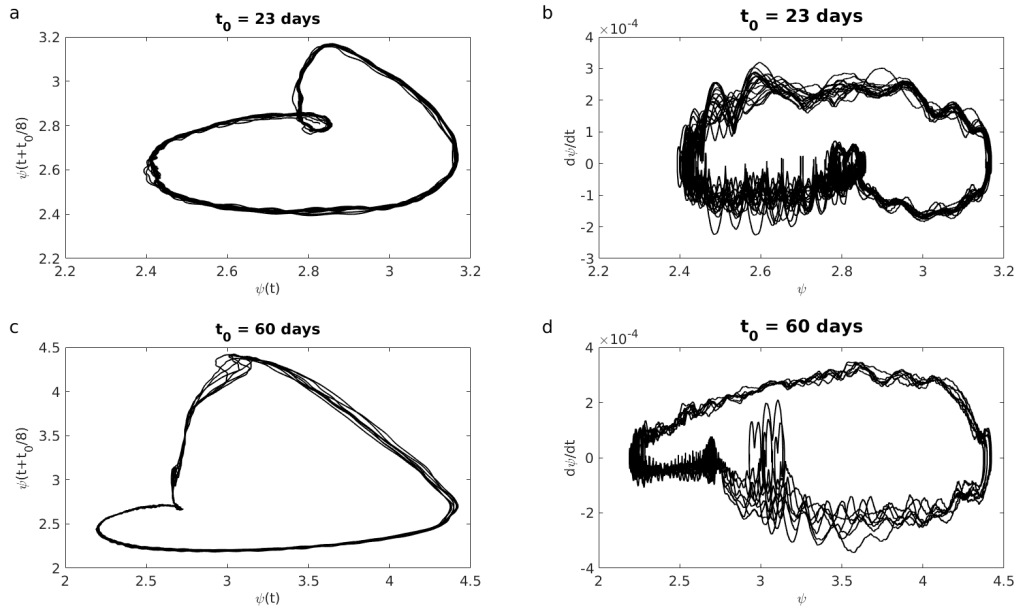 a
t₀ = 23 days
3.2
3
2.8
2.6
2.4
2.2
ψ(t+t₀/8)
2.2 2.4 2.6 2.8 3 3.2
ψ(t)
b
t₀ = 23 days
×10⁻⁴
4
3
2
1
0
-1
-2
-3
dψ/dt
2.2 2.4 2.6 2.8 3 3.2
ψ
c
t₀ = 60 days
4.5
4
3.5
3
2.5
2
ψ(t+t₀/8)
2 2.5 3 3.5 4 4.5
ψ(t)
d
t₀ = 60 days
×10⁻⁴
4
2
0
-2
-4
dψ/dt
2 2.5 3 3.5 4 4.5
ψ